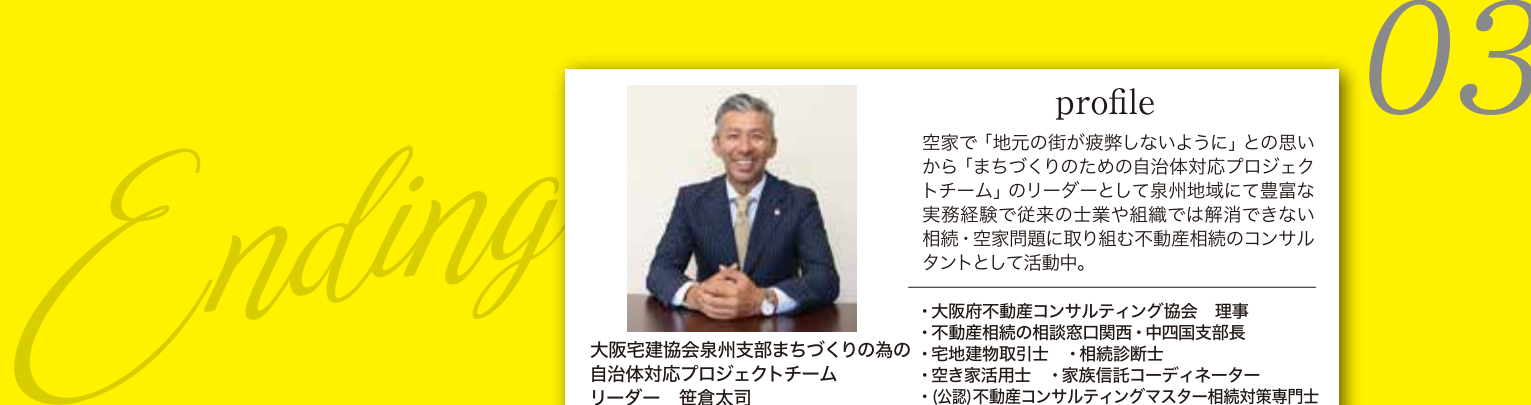 03
Ending
profile
空家で「地元の街が疲弊しないように」との思い
から「まちづくりのための自治体対応プロジェク
トチーム」のリーダーとして泉州地域にて豊富な
実務経験で従来の士業や組織では解消できない
相続・空家問題に取り組む不動産相続のコンサル
タントとして活動中。
・大阪府不動産コンサルティング協会　理事
・不動産相続の相談窓口関西・中四国支部長
・宅地建物取引士　・相続診断士
・空き家活用士　・家族信託コーディネーター
・(公認)不動産コンサルティングマスター相続対策専門士
大阪宅建協会泉州支部まちづくりの為の
自治体対応プロジェクトチーム
リーダー　笹倉太司